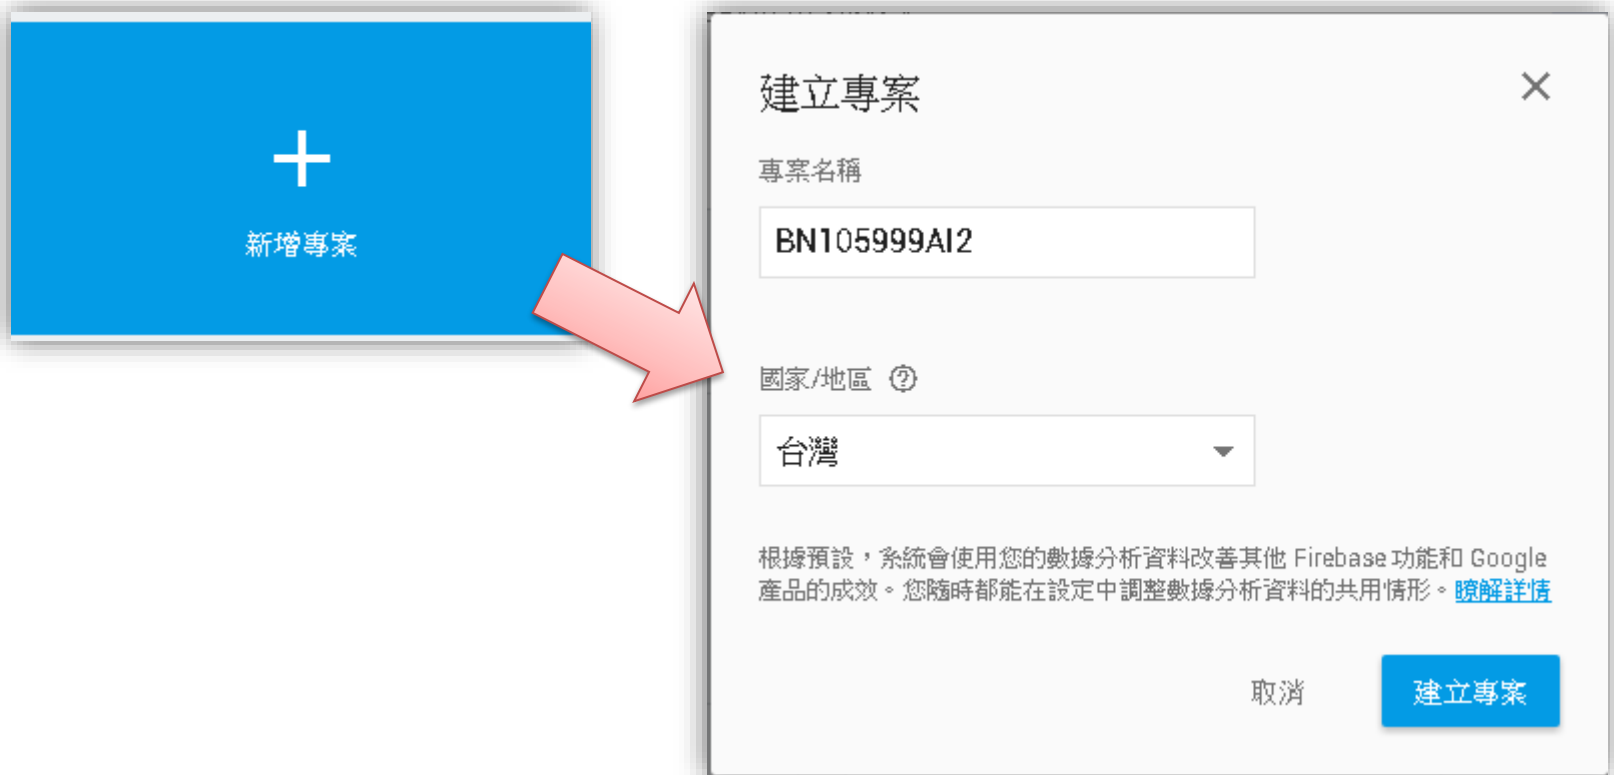 新增專案
建立專案
專案名稱
BN105999AI2
國家/地區
台灣
根據預設，系統會使用您的數據分析資料改善其他 Firebase 功能和 Google
產品的成效。您隨時都能在設定中調整數據分析資料的共用情形。瞭解詳情
取消
建立專案